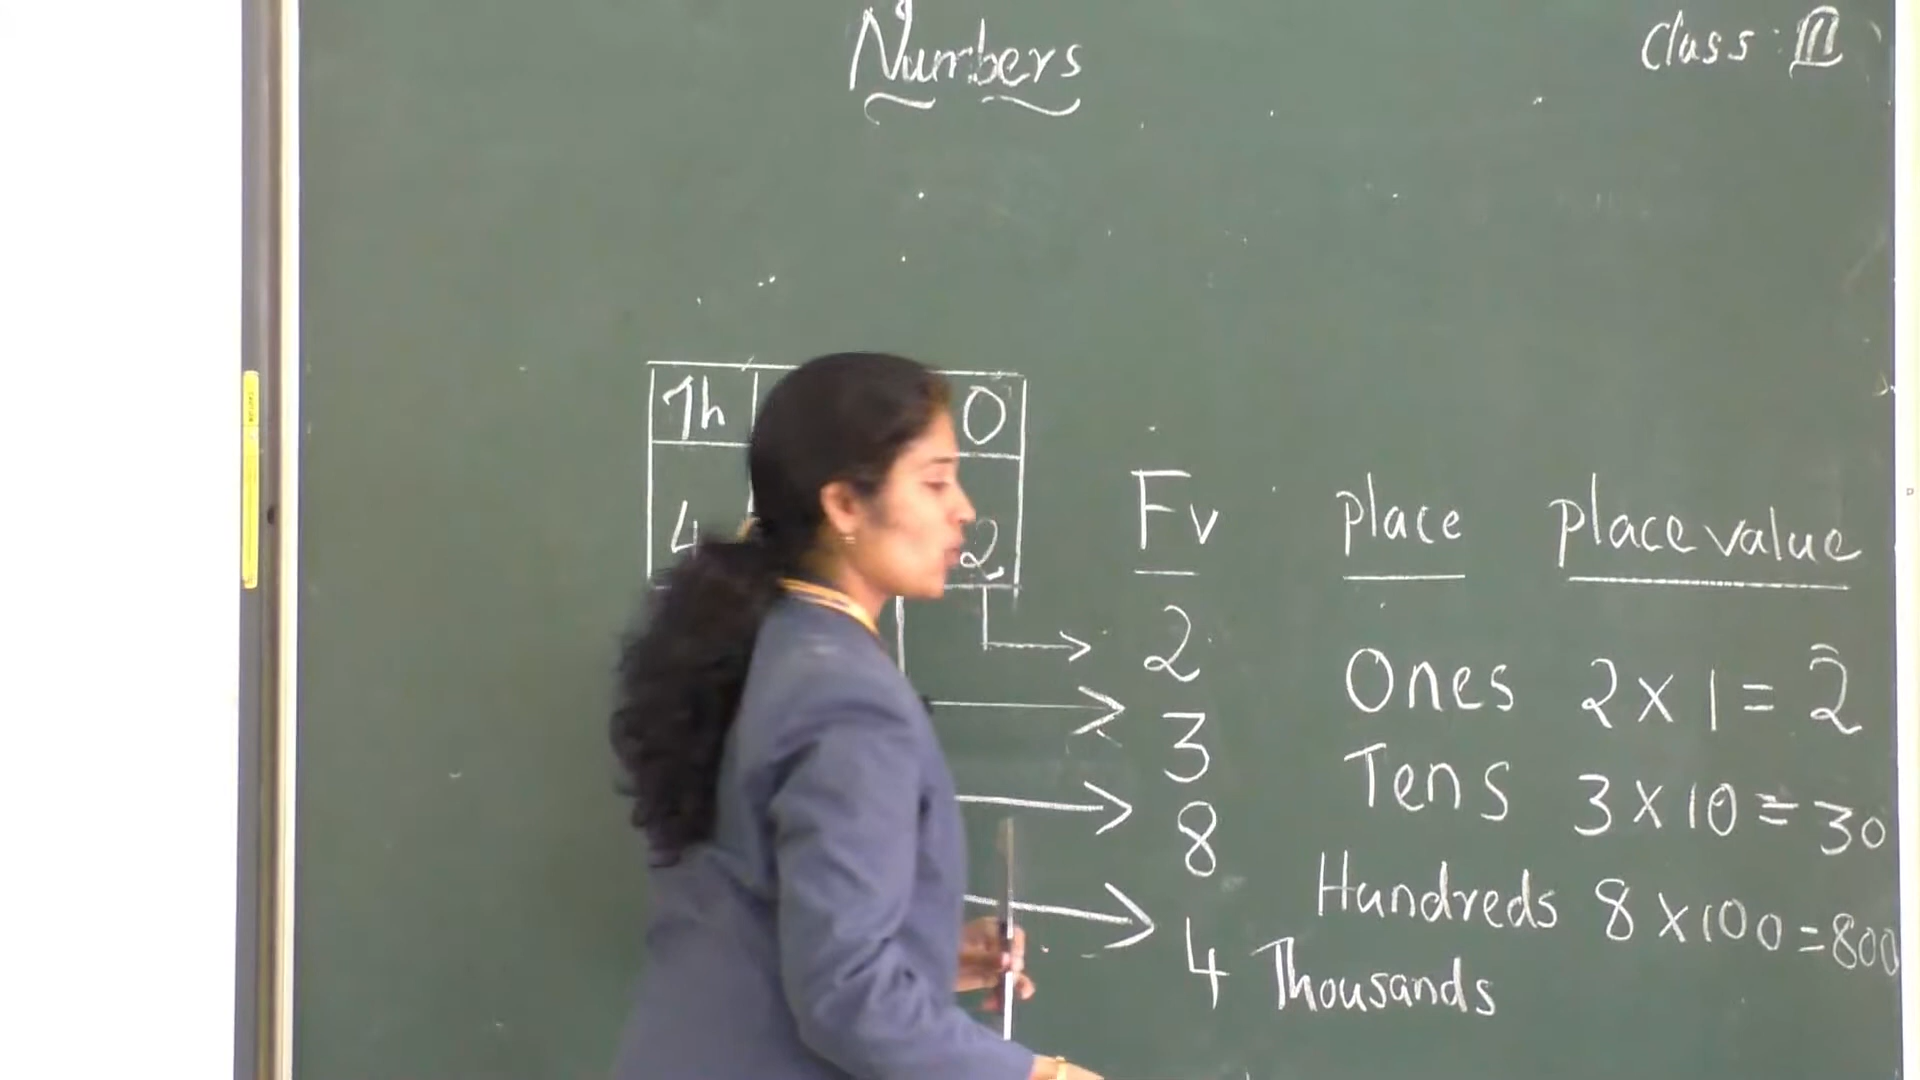 Numbers
Class : III
Th O
4 2
Fv place place value
2 Ones 2 x 1 = 2
3 Tens 3 x 10 = 30
8 Hundreds 8 x 100 = 800
4 Thousands